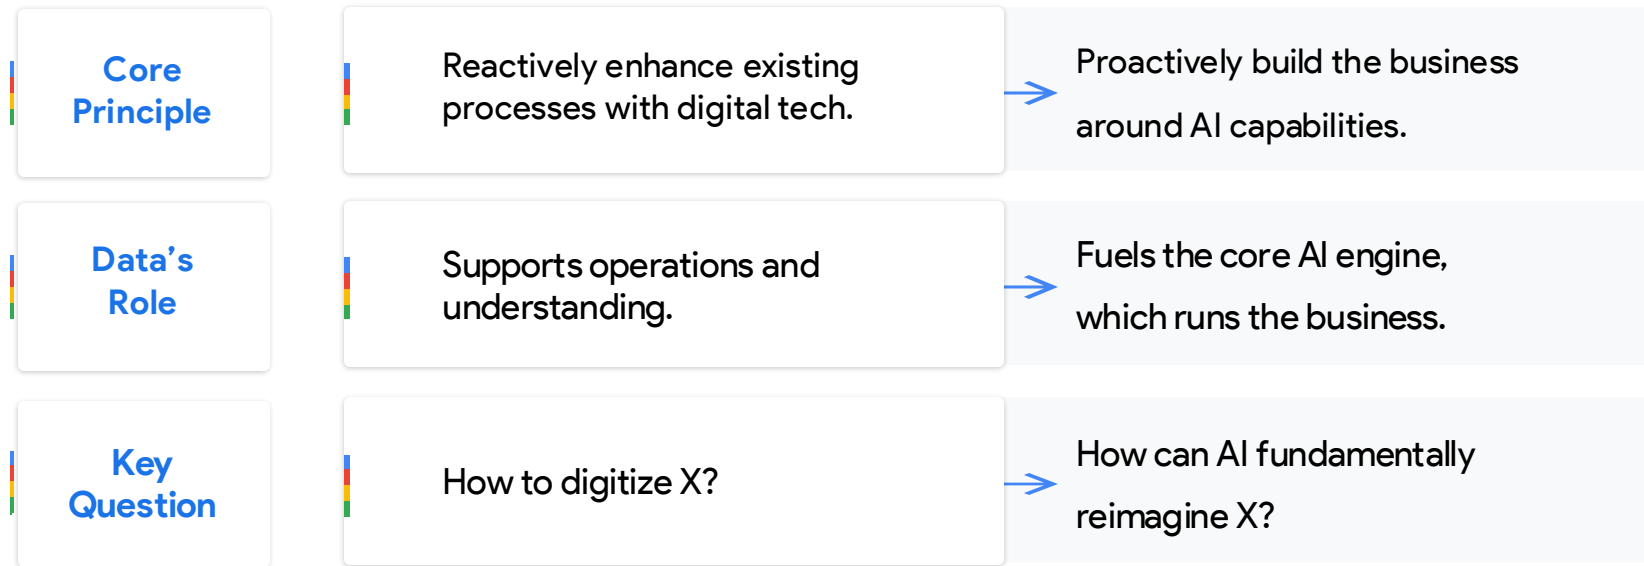 Core
Principle
Reactively enhance existing
processes with digital tech.
Proactively build the business
around AI capabilities.
Data’s
Role
Supports operations and
understanding.
Fuels the core AI engine,
which runs the business.
Key
Question
How to digitize X?
How can AI fundamentally
reimagine X?